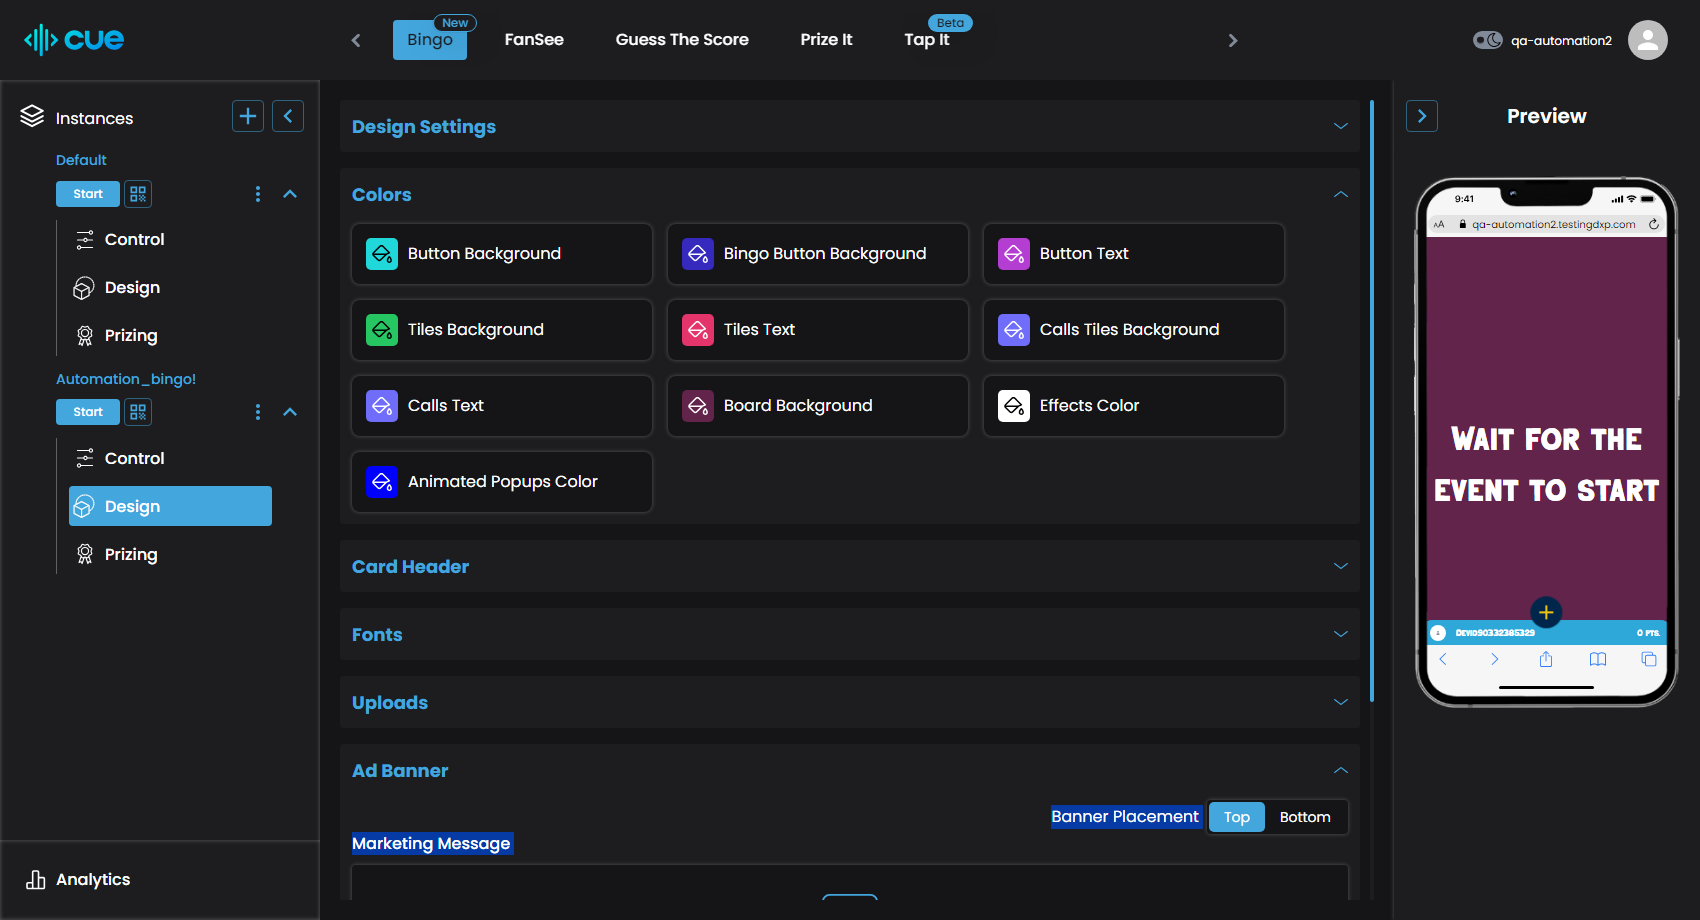 cue
Bingo
New
FanSee
Guess The Score
Prize It
Tap It
Beta
qa-automation2
Instances
Default
Start
Control
Design
Prizing
Automation_bingo!
Start
Control
Design
Prizing
Analytics
Design Settings
Colors
Button Background
Bingo Button Background
Button Text
Tiles Background
Tiles Text
Calls Tiles Background
Calls Text
Board Background
Effects Color
Animated Popups Color
Card Header
Fonts
Uploads
Ad Banner
Banner Placement
Top
Bottom
Marketing Message
Preview
9:41
AA
qa-automation2.testingdxp.com
WAIT FOR THE
EVENT TO START
0 PTS.